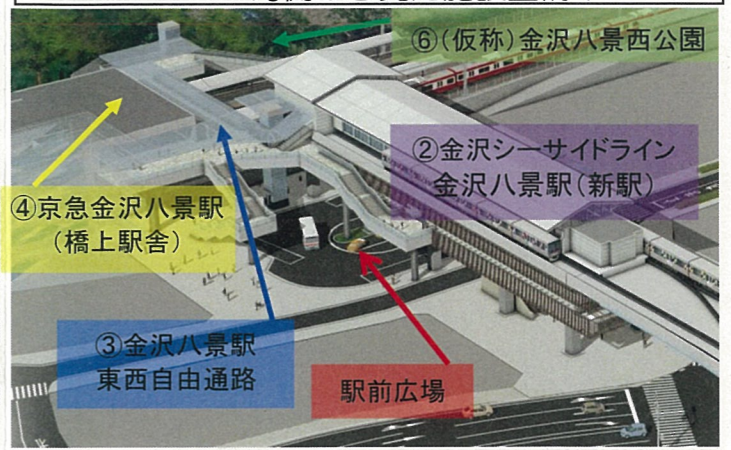 ⑥(仮称)金沢八景西公園
②金沢シーサイドライン
金沢八景駅(新駅)
④京急金沢八景駅
(橋上駅舎)
③金沢八景駅
東西自由通路
駅前広場